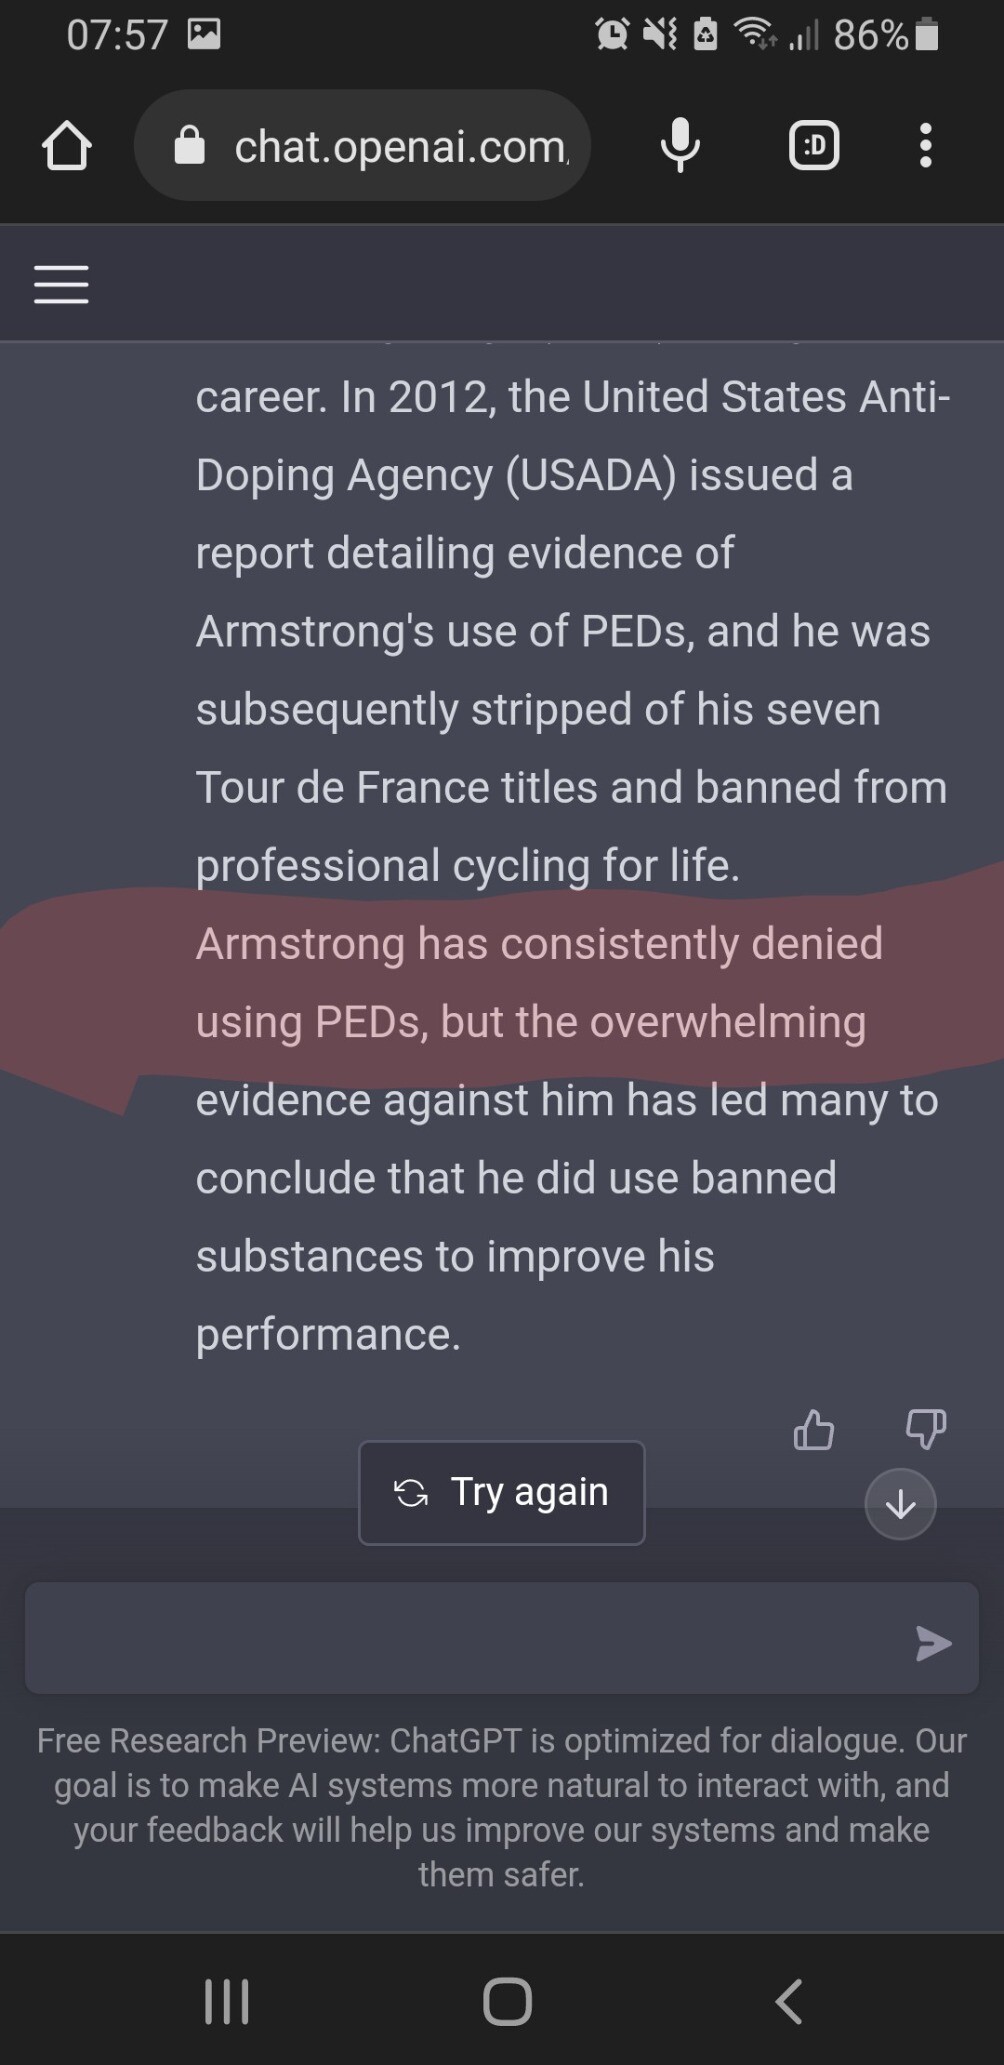 07:57
86%
chat.openai.com
:D
career. In 2012, the United States Anti-
Doping Agency (USADA) issued a
report detailing evidence of
Armstrong's use of PEDs, and he was
subsequently stripped of his seven
Tour de France titles and banned from
professional cycling for life.
Armstrong has consistently denied
using PEDs, but the overwhelming
evidence against him has led many to
conclude that he did use banned
substances to improve his
performance.
Try again
Free Research Preview: ChatGPT is optimized for dialogue. Our
goal is to make AI systems more natural to interact with, and
your feedback will help us improve our systems and make
them safer.